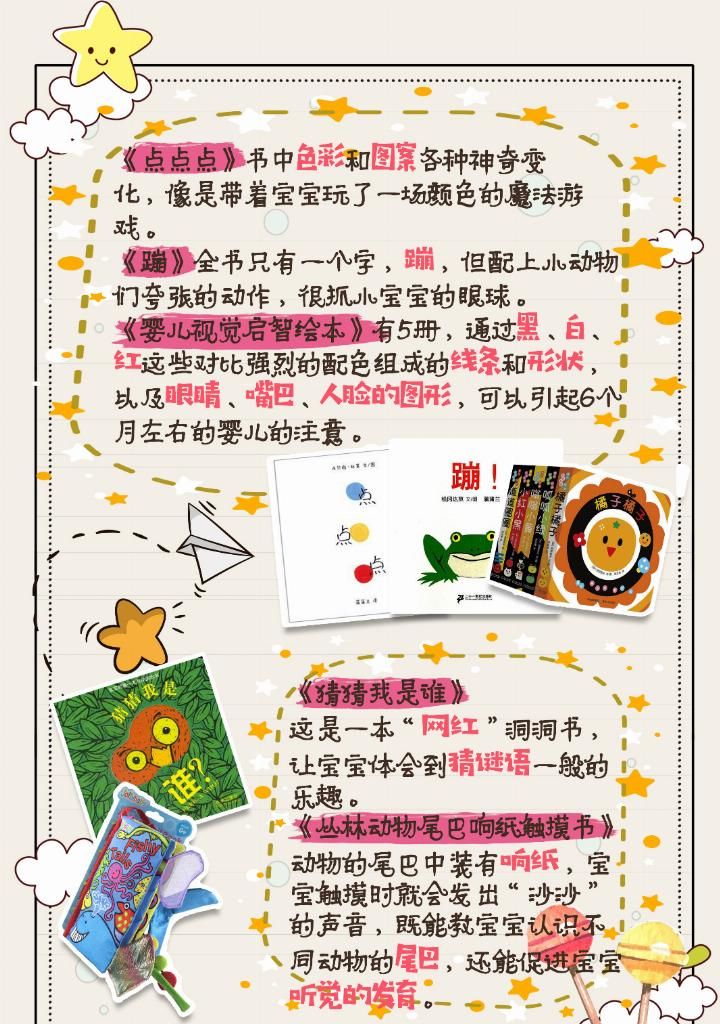 《点点点》书中色彩和图案各种神奇变
化，像是带着宝宝玩了一场颜色的魔法游
戏。
《蹦》全书只有一个字，蹦，但配上小动物
们夸张的动作，很抓小宝宝的眼球。
《婴儿视觉启智绘本》有5册，通过黑、白、
红这些对比强烈的配色组成的线条和形状，
以及眼睛、嘴巴、人脸的图形，可以引起6个
月左右的婴儿的注意。
点
点
点
蹦！
橘子橘子
猜猜我是
谁？
《猜猜我是谁》
这是一本“网红”洞洞书，
让宝宝体会到猜谜语一般的
乐趣。
《丛林动物尾巴响纸触摸书》
动物的尾巴中装有响纸，宝
宝触摸时就会发出“沙沙”
的声音，既能教宝宝认识不
同动物的尾巴，还能促进宝宝
听觉的发育。
Fishy
Tails